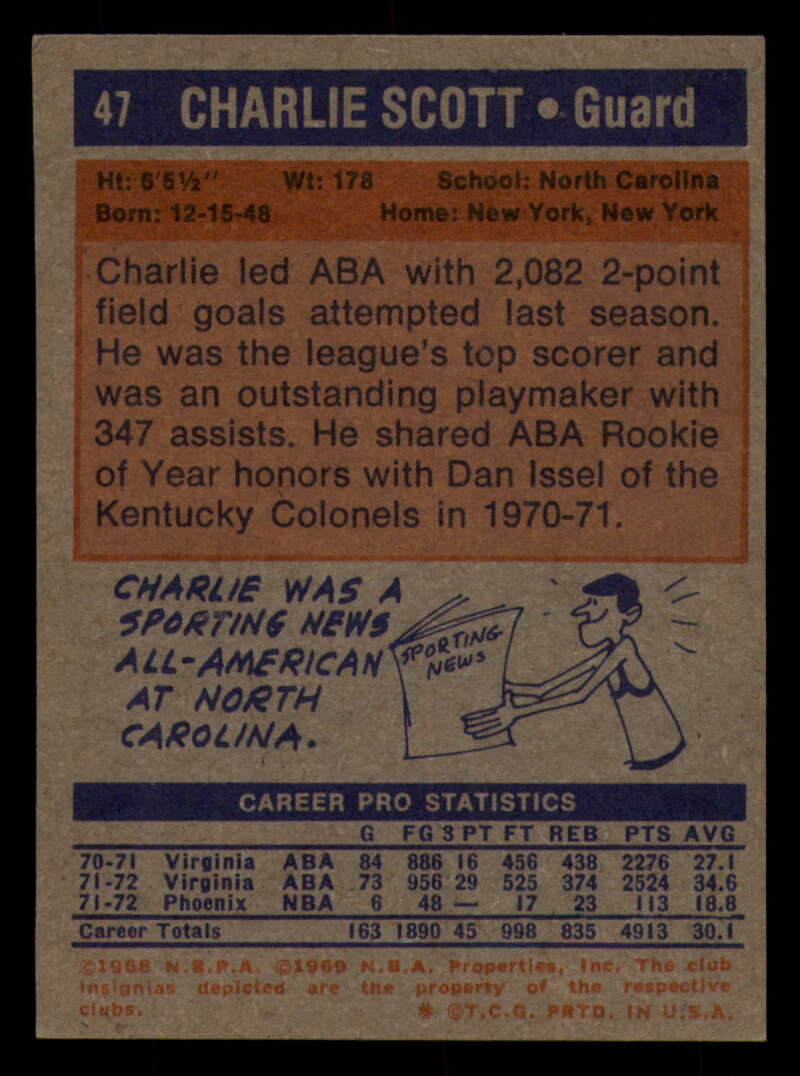 47 CHARLIE SCOTT • Guard
Ht: 6'5½" Wt: 178 School: North Carolina
Born: 12-15-48 Home: New York, New York
Charlie led ABA with 2,082 2-point
field goals attempted last season.
He was the league's top scorer and
was an outstanding playmaker with
347 assists. He shared ABA Rookie
of Year honors with Dan Issel of the
Kentucky Colonels in 1970-71.
CHARLIE WAS A
SPORTING NEWS
ALL-AMERICAN
AT NORTH
CAROLINA.
SPORTING
NEWS
CAREER PRO STATISTICS
G FG 3 PT FT REB PTS AVG
70-71 Virginia ABA 84 886 16 456 438 2276 27.1
71-72 Virginia ABA 73 956 29 525 374 2524 34.6
71-72 Phoenix NBA 6 48 — 17 23 113 18.8
Career Totals 163 1890 45 998 835 4913 30.1
©1968 N.B.P.A. ©1969 N.B.A. Properties, Inc. The club
insignias depicted are the property of the respective
clubs. * ©T.C.G. PRTD. IN U.S.A.